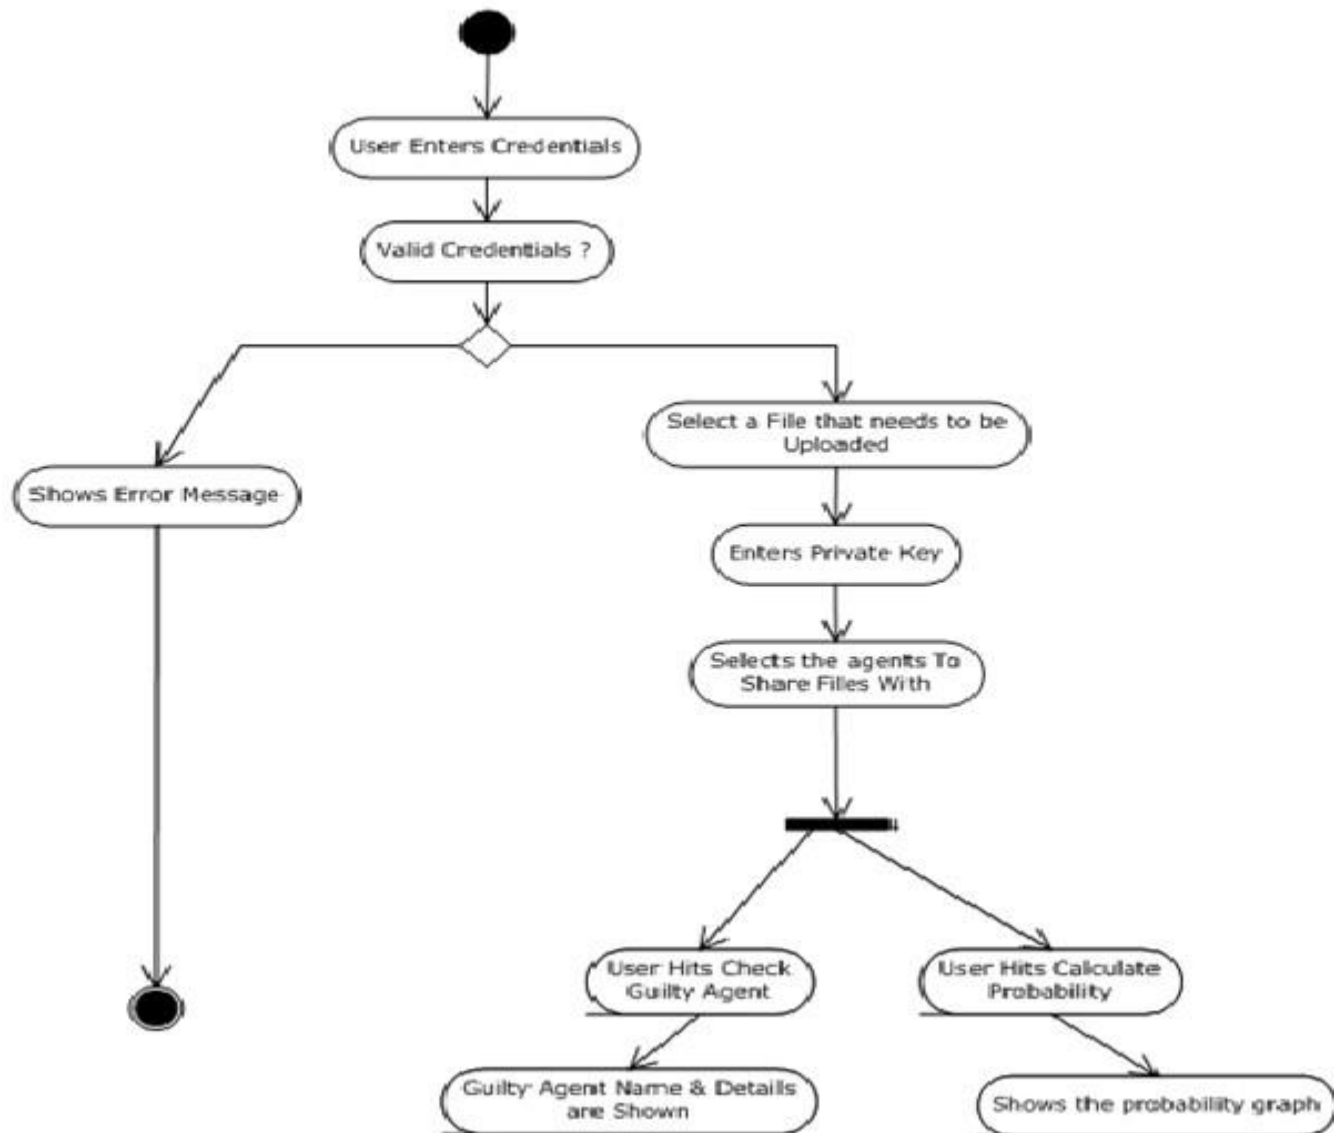 User Enters Credentials
Valid Credentials ?
Select a File that needs to be
Uploaded
Shows Error Message
Enters Private Key
Selects the agents To
Share Files With
User Hits Check
Guilty Agent
User Hits Calculate
Probability
Guilty Agent Name & Details
are Shown
Shows the probability graph